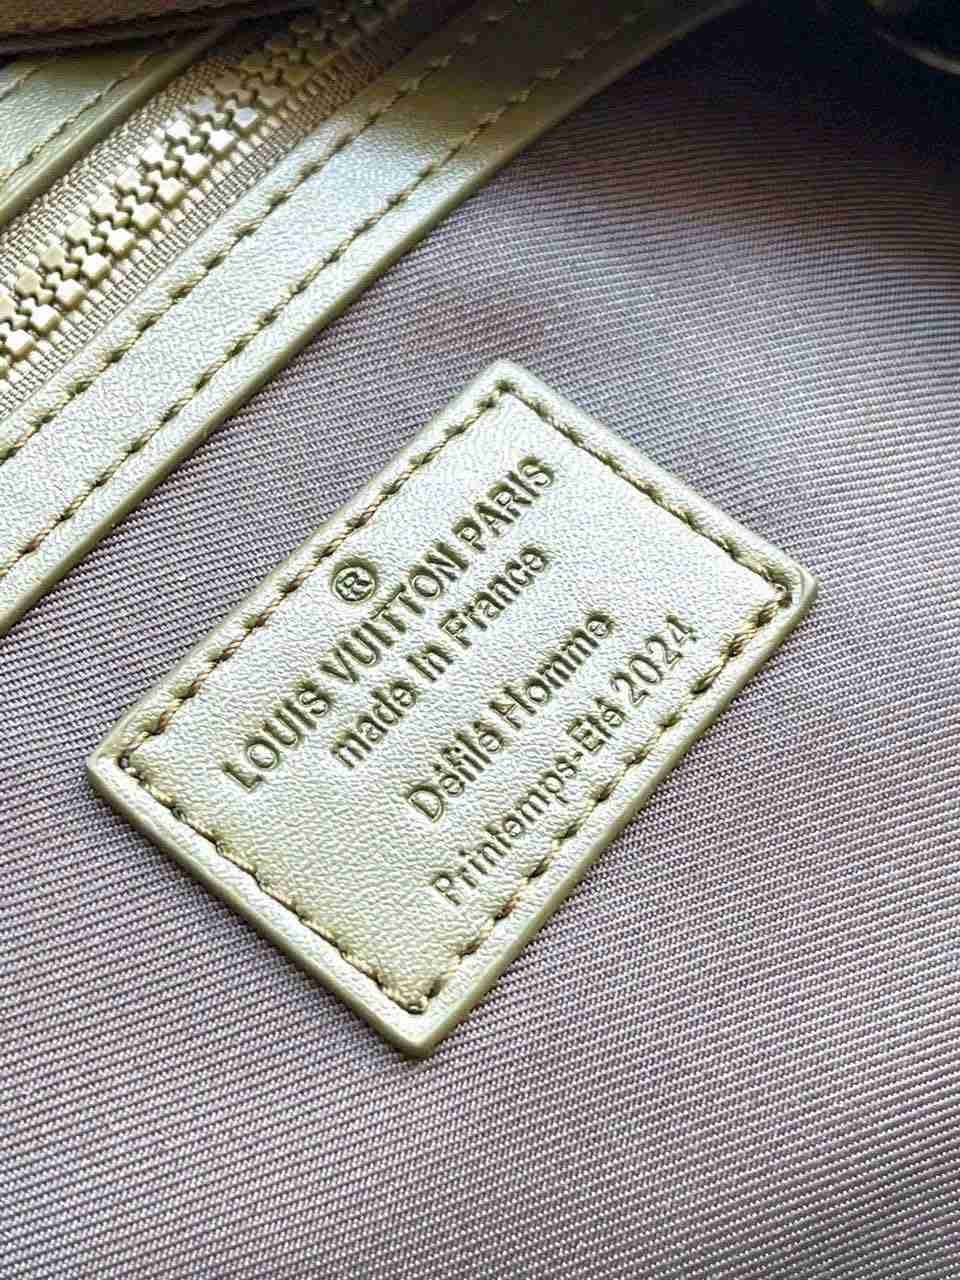 ®
LOUIS VUITTON PARIS
made in France
Défilé Homme
Printemps-Eté 2024